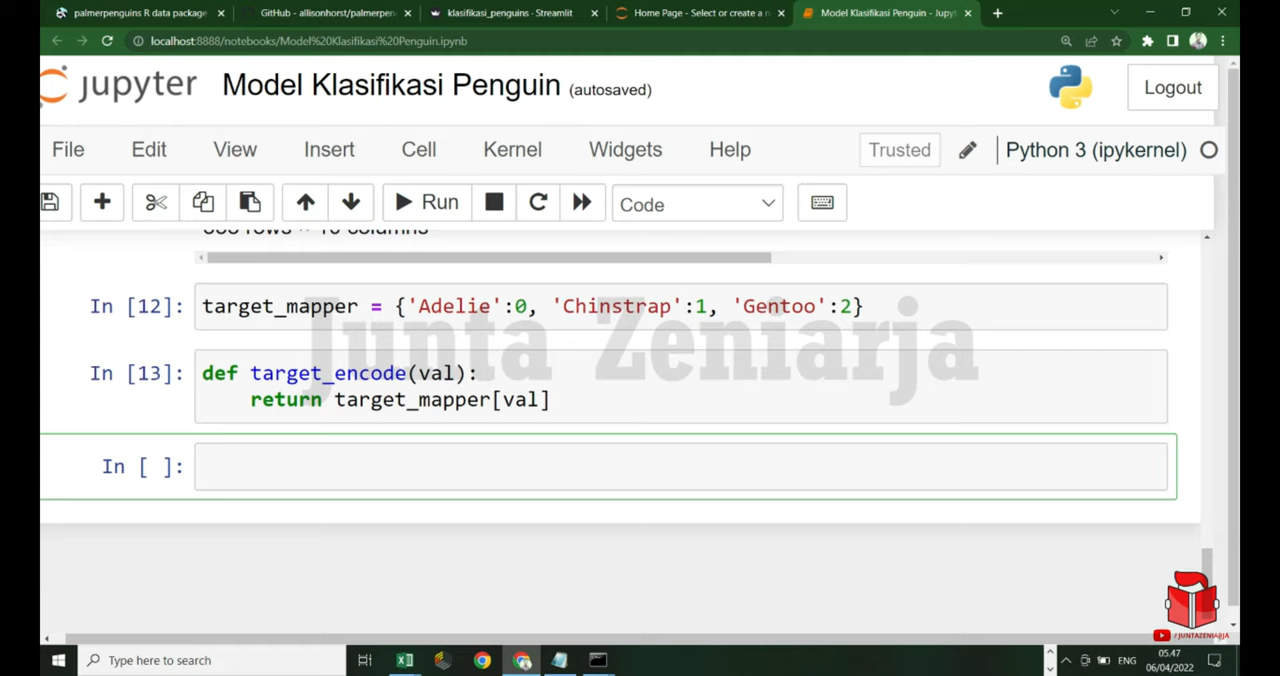 palmerpenguins R data package
GitHub - allisonhorst/palmerpen
klasifikasi_penguins · Streamlit
Home Page - Select or create a n
Model Klasifikasi Penguin - Jupyt
localhost:8888/notebooks/Model%20Klasifikasi%20Penguin.ipynb
jupyter Model Klasifikasi Penguin (autosaved)
Logout
File Edit View Insert Cell Kernel Widgets Help
Trusted
Python 3 (ipykernel)
Run
Code
In [12]: target_mapper = {'Adelie':0, 'Chinstrap':1, 'Gentoo':2}
Junta Zeniarja
In [13]: def target_encode(val):
return target_mapper[val]
In [ ]:
/JUNTAZENIARJA
Type here to search
ENG
05.47
06/04/2022